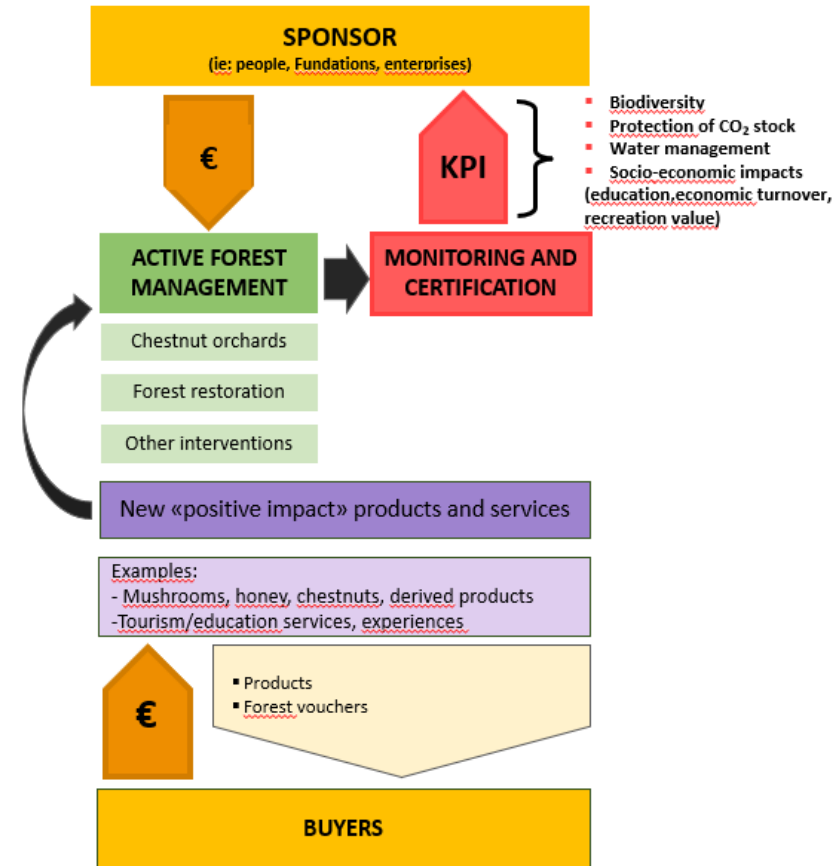 SPONSOR
(ie: people, Fundations, enterprises)
€
KPI
▪ Biodiversity
▪ Protection of CO₂ stock
▪ Water management
▪ Socio-economic impacts
(education,economic turnover,
recreation value)
ACTIVE FOREST
MANAGEMENT
MONITORING AND
CERTIFICATION
Chestnut orchards
Forest restoration
Other interventions
New «positive impact» products and services
Examples:
- Mushrooms, honey, chestnuts, derived products
-Tourism/education services, experiences
€
▪ Products
▪ Forest vouchers
BUYERS